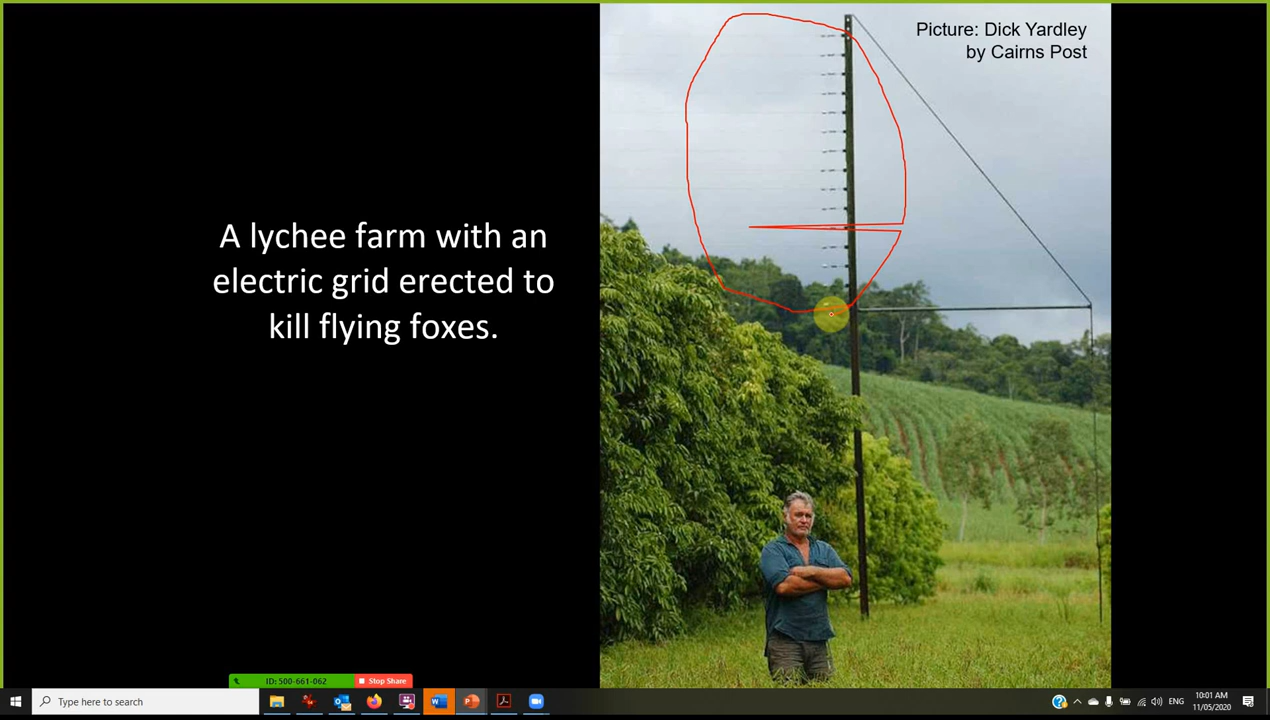 Picture: Dick Yardley
by Cairns Post
A lychee farm with an
electric grid erected to
kill flying foxes.
ID: 500-661-062
Stop Share
Type here to search
ENG
10:01 AM
11/05/2020